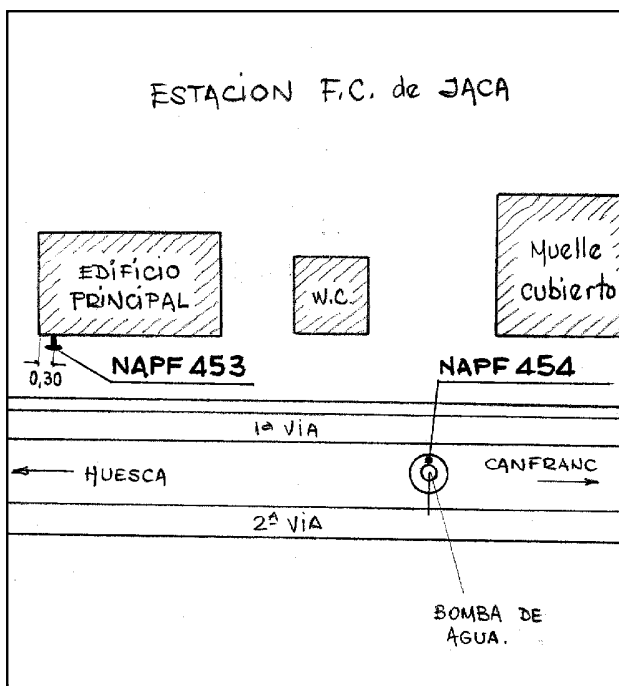 ESTACION F.C. de JACA
EDIFICIO
PRINCIPAL
W.C.
Muelle
cubierto
0,30
NAPF 453
NAPF 454
1ª VIA
HUESCA
CANFRANC
2ª VIA
BOMBA DE
AGUA.